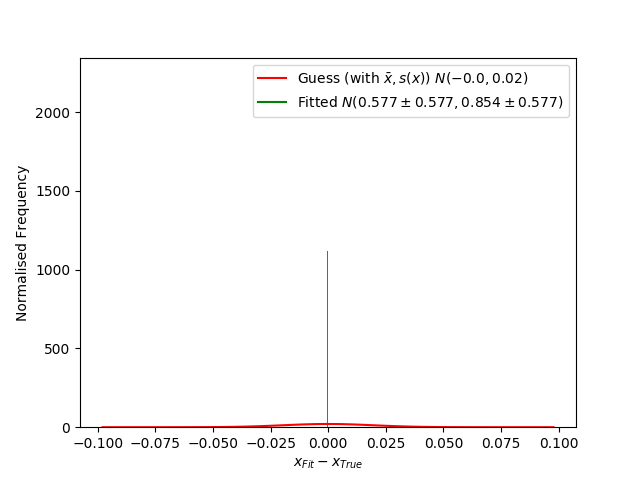 Guess (with x̄, s(x)) N(−0.0, 0.02)
Fitted N(0.577 ± 0.577, 0.854 ± 0.577)
Normalised Frequency
2000
1500
1000
500
0
−0.100 −0.075 −0.050 −0.025 0.000 0.025 0.050 0.075 0.100
x_Fit − x_True